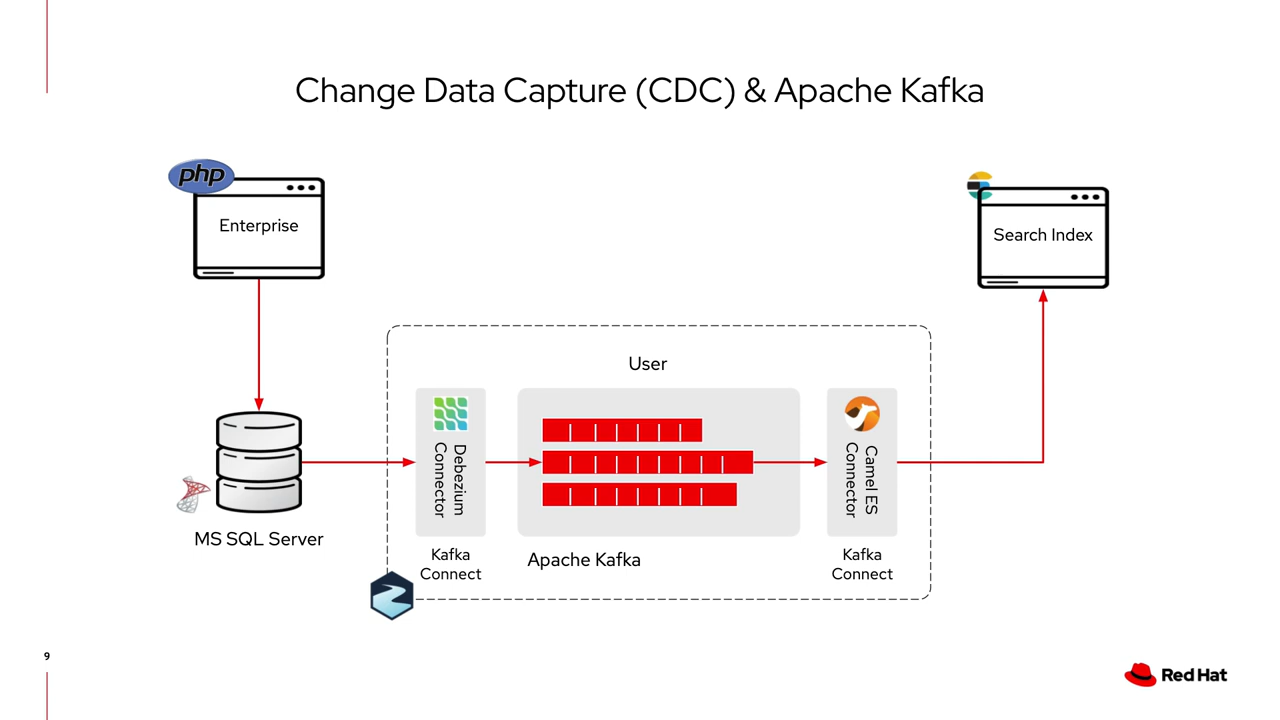 Change Data Capture (CDC) & Apache Kafka
php
Enterprise
Search Index
User
Debezium
Connector
Camel ES
Connector
MS SQL Server
Kafka
Connect
Apache Kafka
Kafka
Connect
9
Red Hat